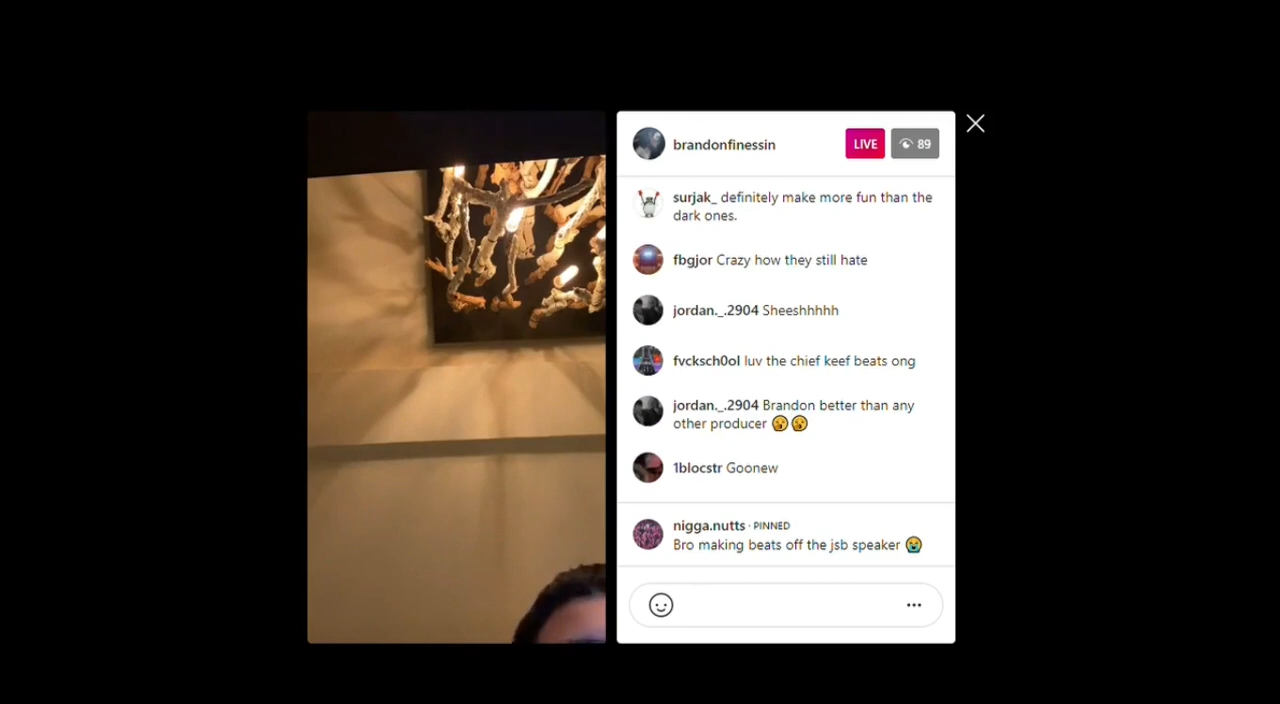 brandonfinessin
LIVE
89
surjak_ definitely make more fun than the
dark ones.
fbgjor Crazy how they still hate
jordan._.2904 Sheeshhhhh
fvcksch0ol luv the chief keef beats ong
jordan._.2904 Brandon better than any
other producer 😮😮
1blocstr Goonew
nigga.nutts · PINNED
Bro making beats off the jsb speaker 😭